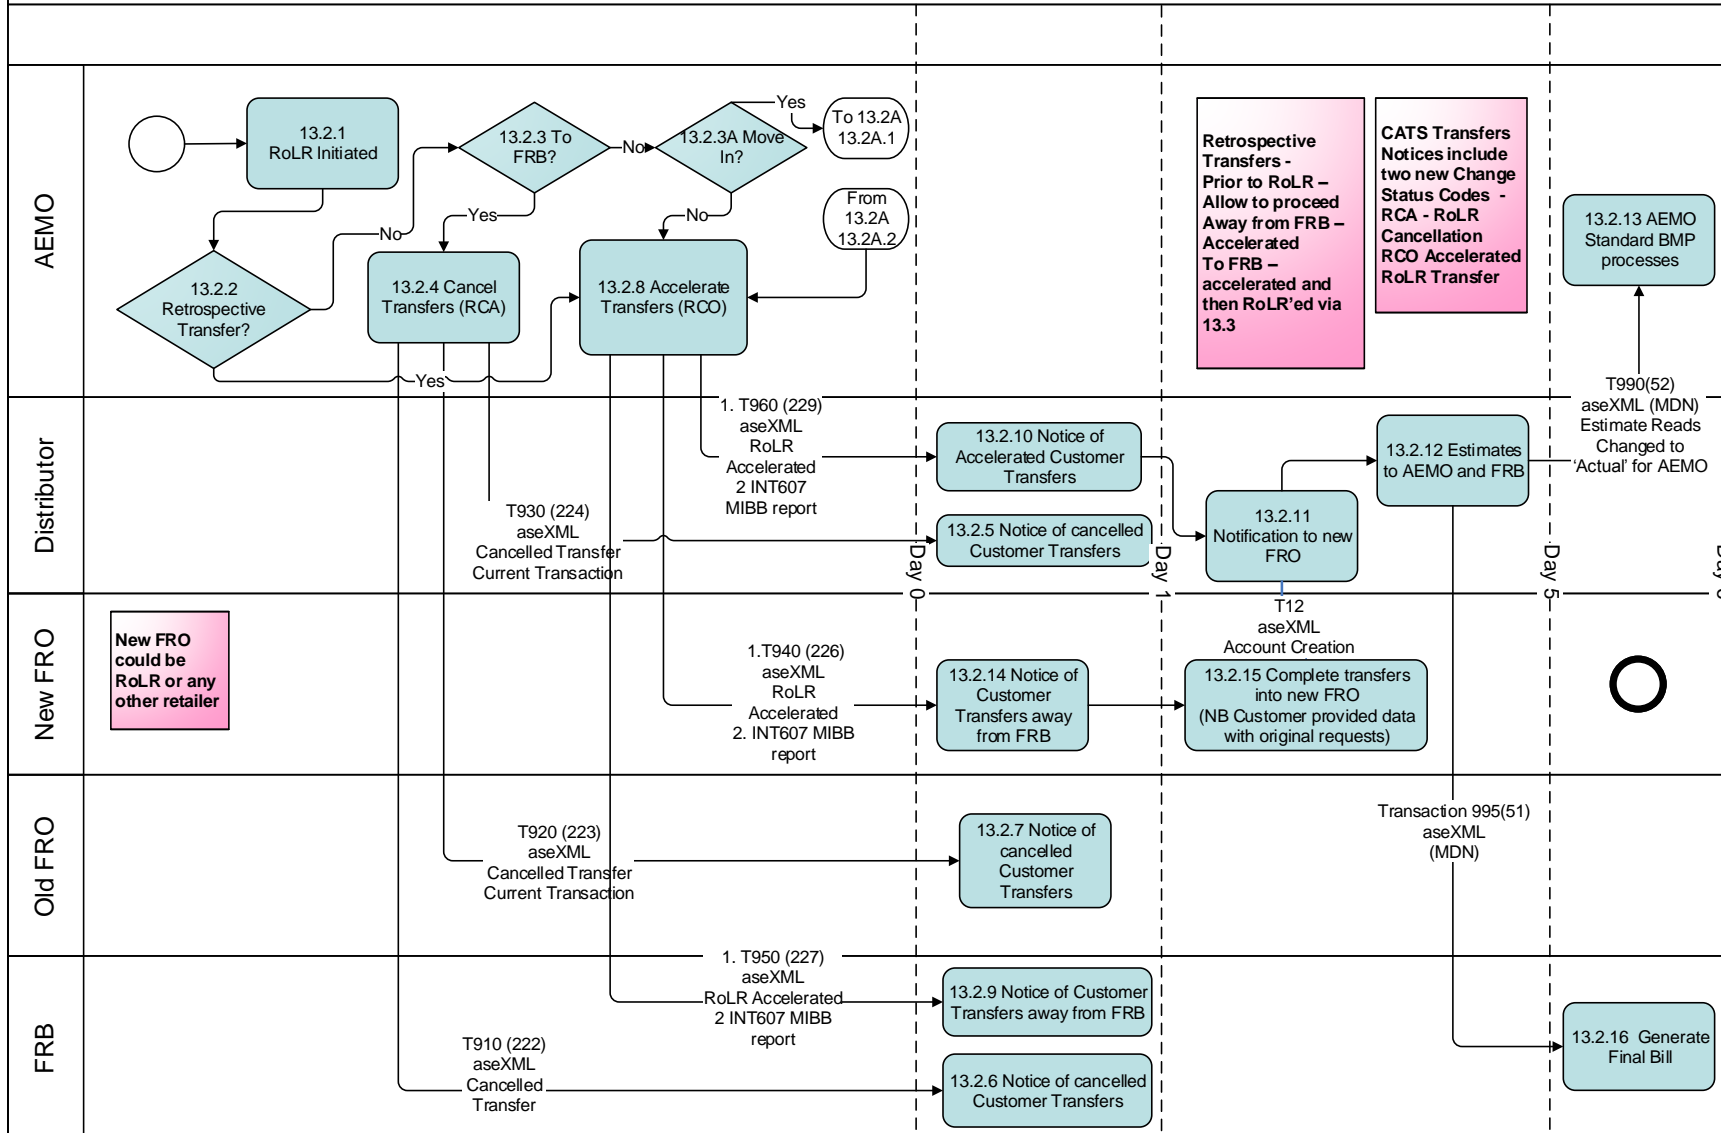 AEMO
13.2.1
RoLR Initiated
13.2.2
Retrospective
Transfer?
No
Yes
13.2.3 To
FRB?
No
Yes
13.2.3A Move
In?
Yes
No
To 13.2A
13.2A.1
From
13.2A
13.2A.2
13.2.4 Cancel
Transfers (RCA)
13.2.8 Accelerate
Transfers (RCO)
Retrospective
Transfers -
Prior to RoLR –
Allow to proceed
Away from FRB –
Accelerated
To FRB –
accelerated and
then RoLR'ed via
13.3
CATS Transfers
Notices include
two new Change
Status Codes -
RCA - RoLR
Cancellation
RCO Accelerated
RoLR Transfer
13.2.13 AEMO
Standard BMP
processes
T990(52)
aseXML (MDN)
Estimate Reads
Changed to
'Actual' for AEMO
Distributor
1. T960 (229)
aseXML
RoLR
Accelerated
2 INT607
MIBB report
T930 (224)
aseXML
Cancelled Transfer
Current Transaction
13.2.10 Notice of
Accelerated Customer
Transfers
13.2.5 Notice of cancelled
Customer Transfers
13.2.11
Notification to new
FRO
13.2.12 Estimates
to AEMO and FRB
Day 0
Day 1
Day 5
New FRO
New FRO
could be
RoLR or any
other retailer
1.T940 (226)
aseXML
RoLR
Accelerated
2. INT607 MIBB
report
13.2.14 Notice of
Customer
Transfers away
from FRB
T12
aseXML
Account Creation
13.2.15 Complete transfers
into new FRO
(NB Customer provided data
with original requests)
Old FRO
T920 (223)
aseXML
Cancelled Transfer
Current Transaction
13.2.7 Notice of
cancelled
Customer
Transfers
Transaction 995(51)
aseXML
(MDN)
FRB
1. T950 (227)
aseXML
RoLR Accelerated
2 INT607 MIBB
report
13.2.9 Notice of Customer
Transfers away from FRB
T910 (222)
aseXML
Cancelled
Transfer
13.2.6 Notice of cancelled
Customer Transfers
13.2.16 Generate
Final Bill